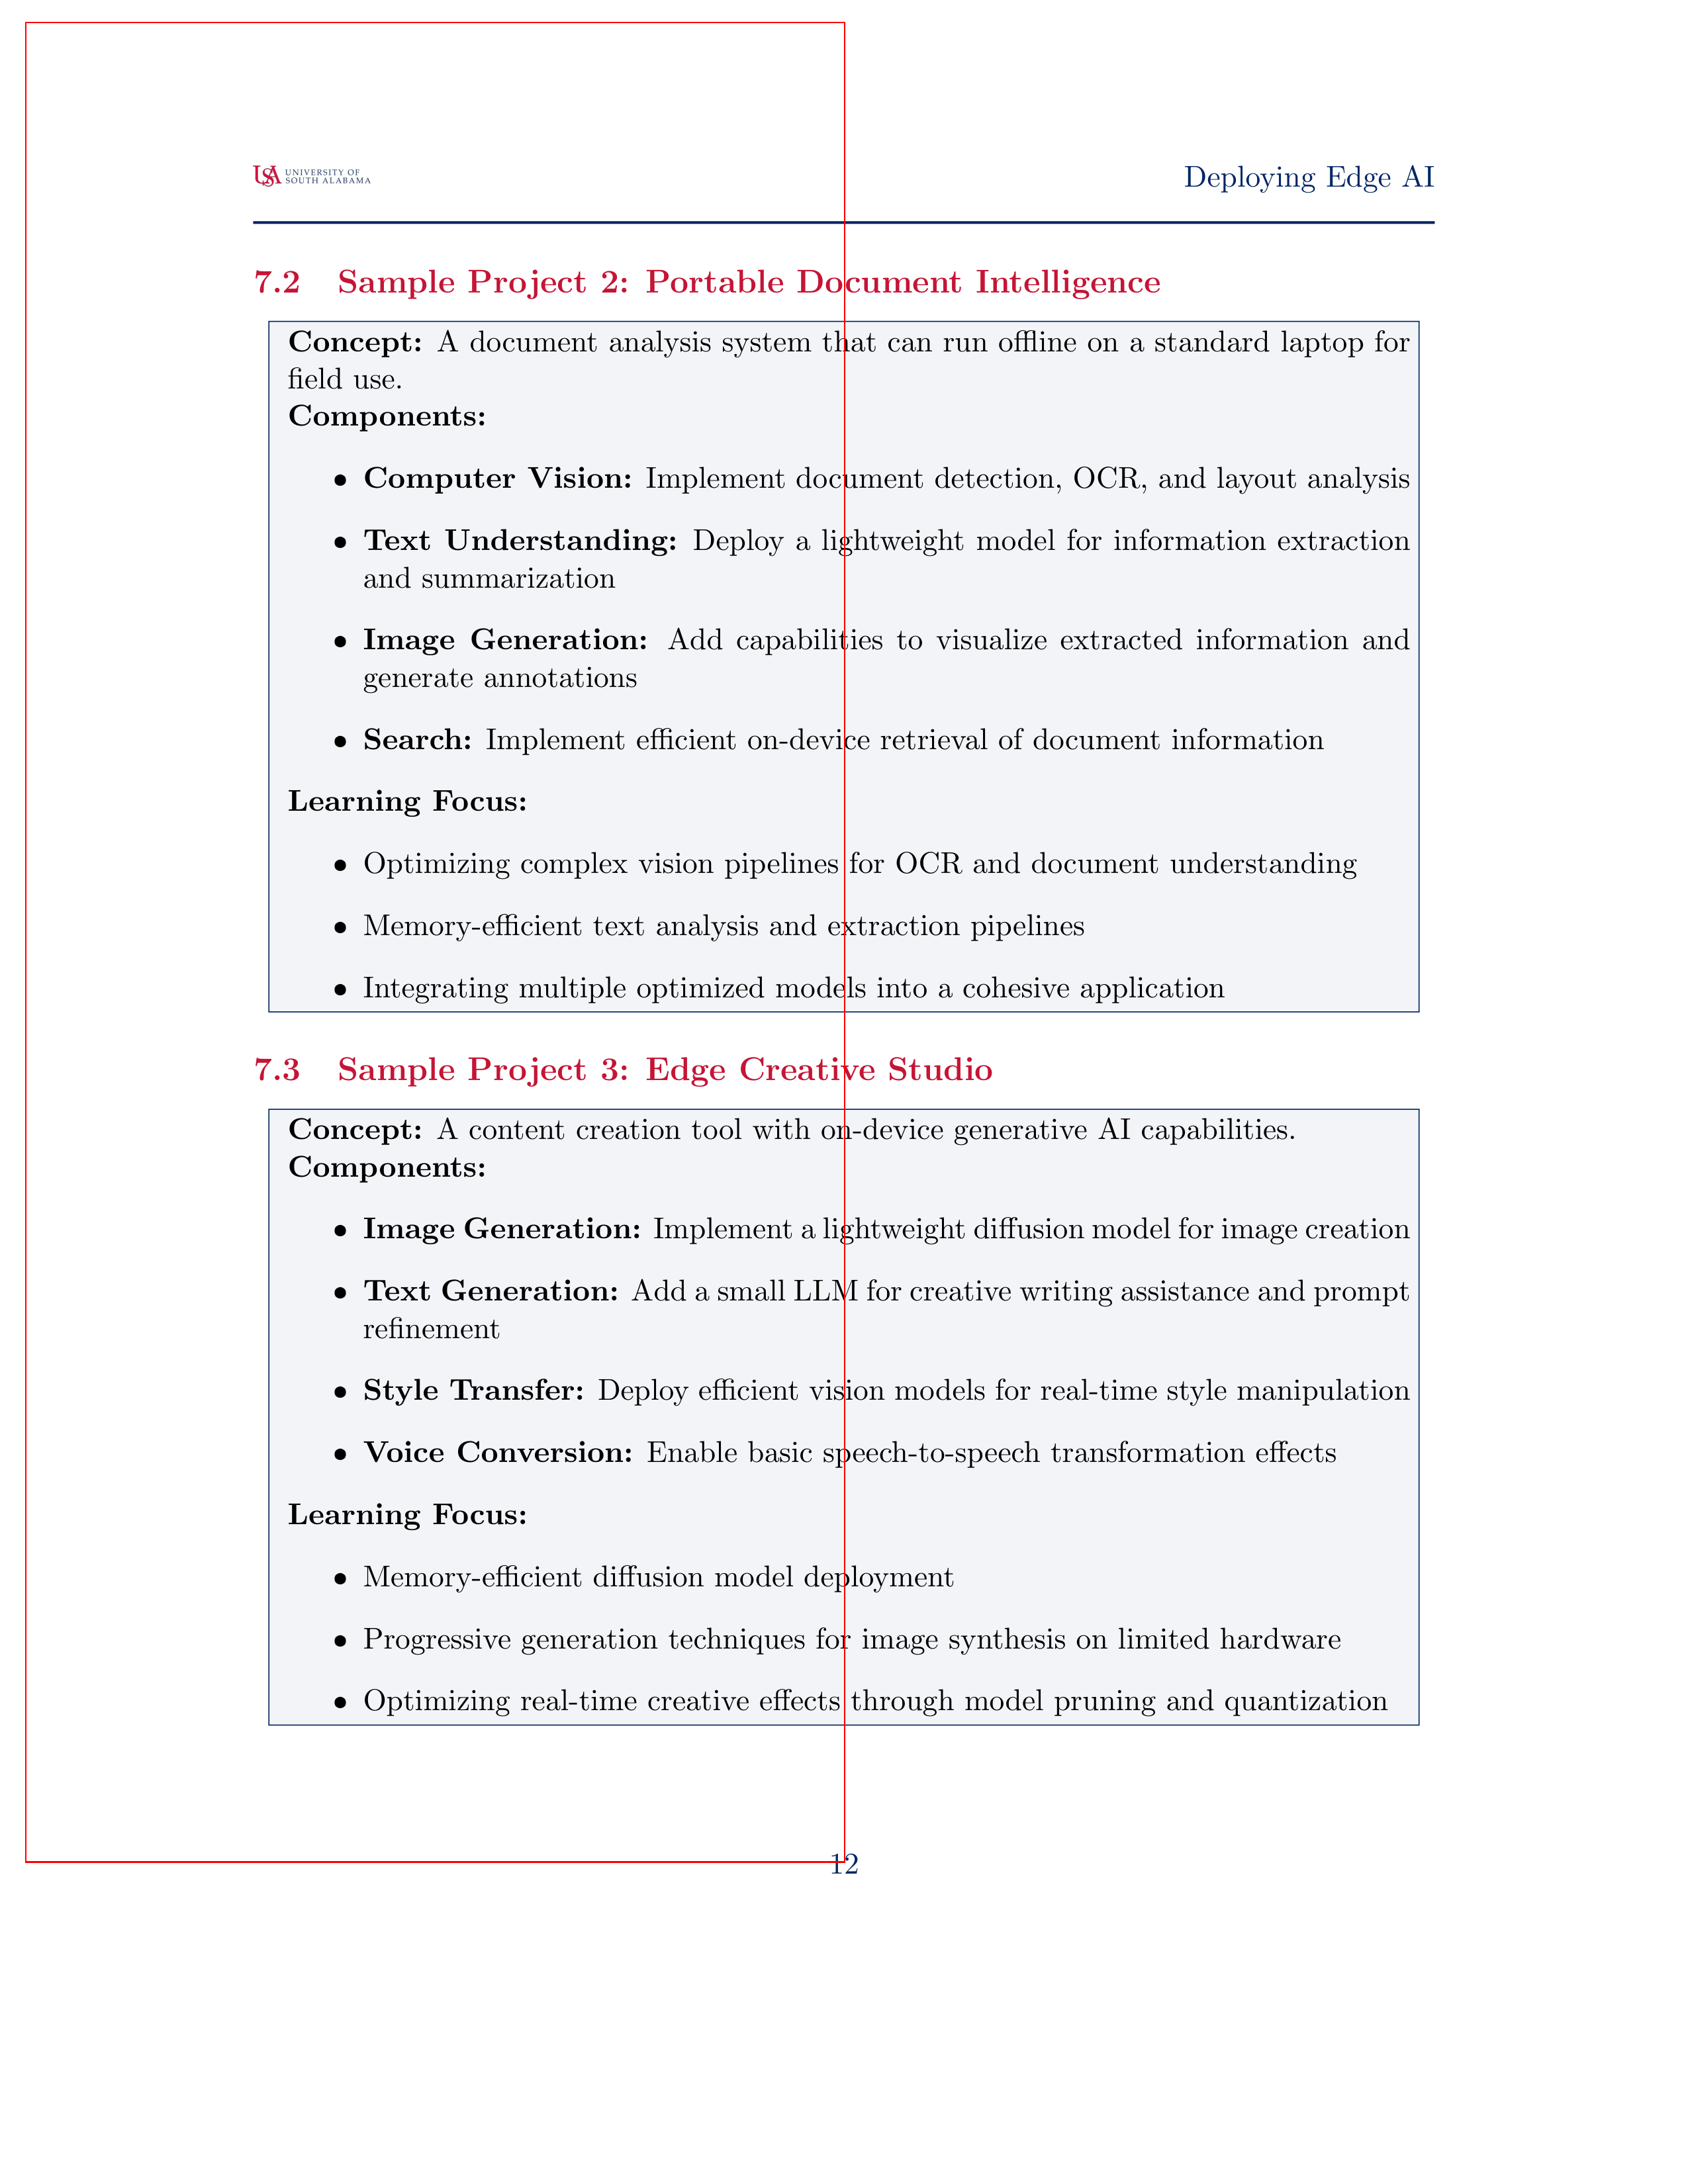 USA UNIVERSITY OF
SOUTH ALABAMA
Deploying Edge AI
7.2 Sample Project 2: Portable Document Intelligence
Concept: A document analysis system that can run offline on a standard laptop for
field use.
Components:
• Computer Vision: Implement document detection, OCR, and layout analysis
• Text Understanding: Deploy a lightweight model for information extraction
and summarization
• Image Generation: Add capabilities to visualize extracted information and
generate annotations
• Search: Implement efficient on-device retrieval of document information
Learning Focus:
• Optimizing complex vision pipelines for OCR and document understanding
• Memory-efficient text analysis and extraction pipelines
• Integrating multiple optimized models into a cohesive application
7.3 Sample Project 3: Edge Creative Studio
Concept: A content creation tool with on-device generative AI capabilities.
Components:
• Image Generation: Implement a lightweight diffusion model for image creation
• Text Generation: Add a small LLM for creative writing assistance and prompt
refinement
• Style Transfer: Deploy efficient vision models for real-time style manipulation
• Voice Conversion: Enable basic speech-to-speech transformation effects
Learning Focus:
• Memory-efficient diffusion model deployment
• Progressive generation techniques for image synthesis on limited hardware
• Optimizing real-time creative effects through model pruning and quantization
12